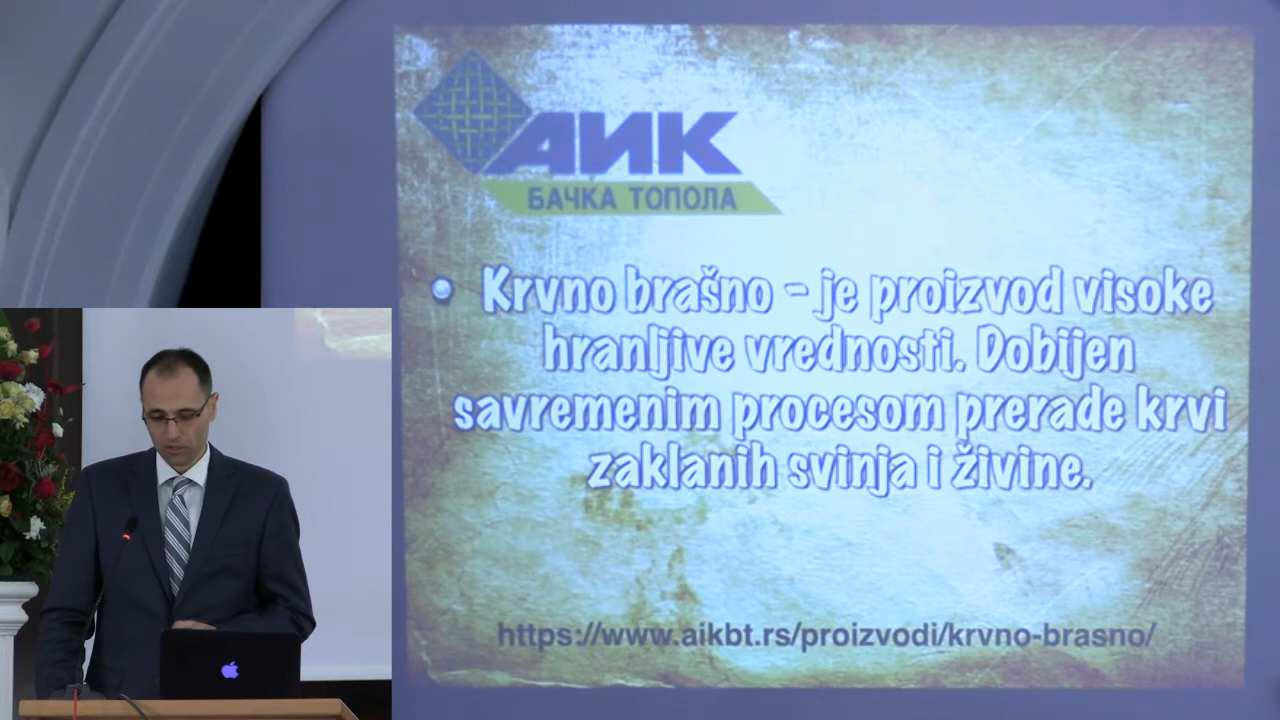 АИК
БАЧКА ТОПОЛА
• Krvno brašno - je proizvod visoke
hranljive vrednosti. Dobijen
savremenim procesom prerade krvi
zaklanih svinja i živine.
https://www.aikbt.rs/proizvodi/krvno-brasno/